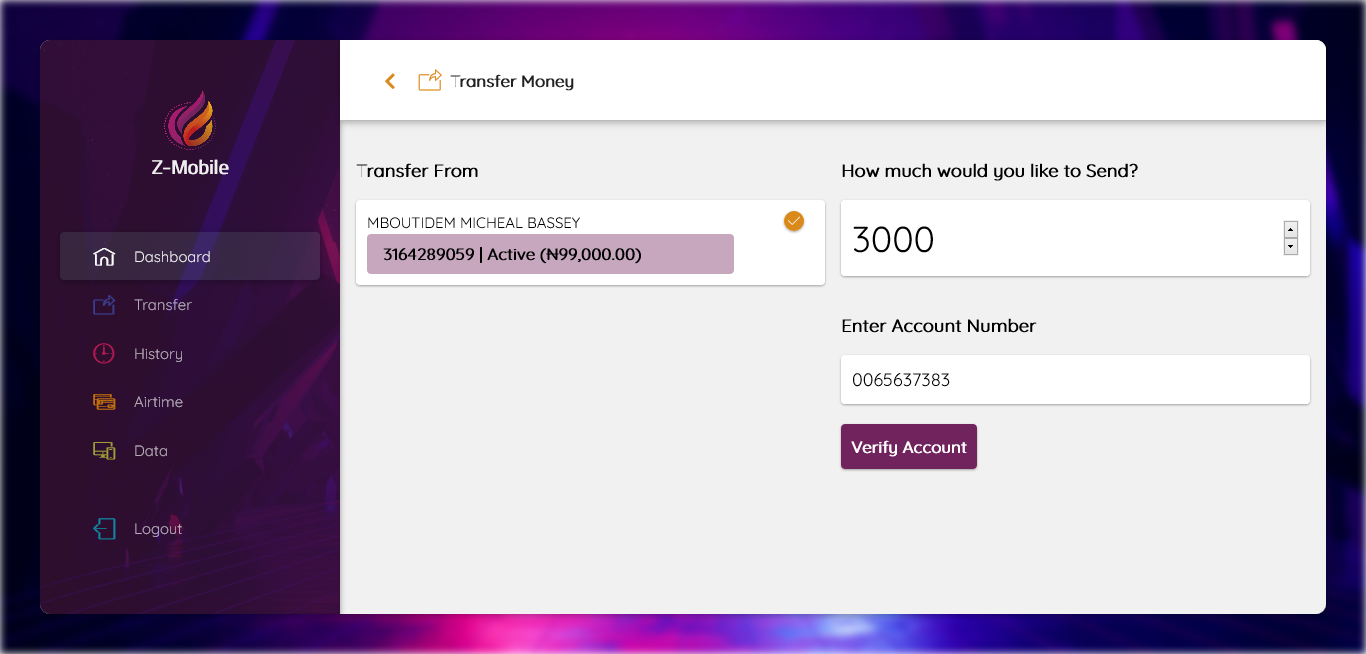 Z-Mobile
Dashboard
Transfer
History
Airtime
Data
Logout
Transfer Money
Transfer From
MBOUTIDEM MICHEAL BASSEY
3164289059 | Active (₦99,000.00)
How much would you like to Send?
3000
Enter Account Number
0065637383
Verify Account